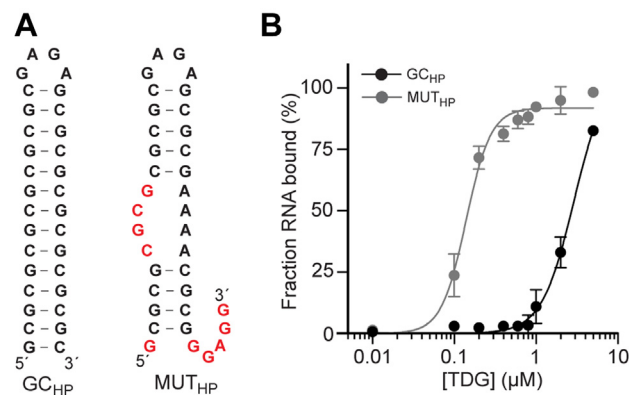 A
A G A G
G A G A
C - G C - G
G - C G - C
C - G C - G
G - C G - C
C - G C - G
G - C G A
C - G C A
G - C G A
C - G C A
G - C G - C
C - G C - G
3´
G - C G - C G
C - G C - G G
G - C G G G A
5´ 3´ 5´
GCHP MUTHP
B
GCHP
MUTHP
Fraction RNA bound (%)
100
75
50
25
0
0.01 0.1 1 10
[TDG] (µM)